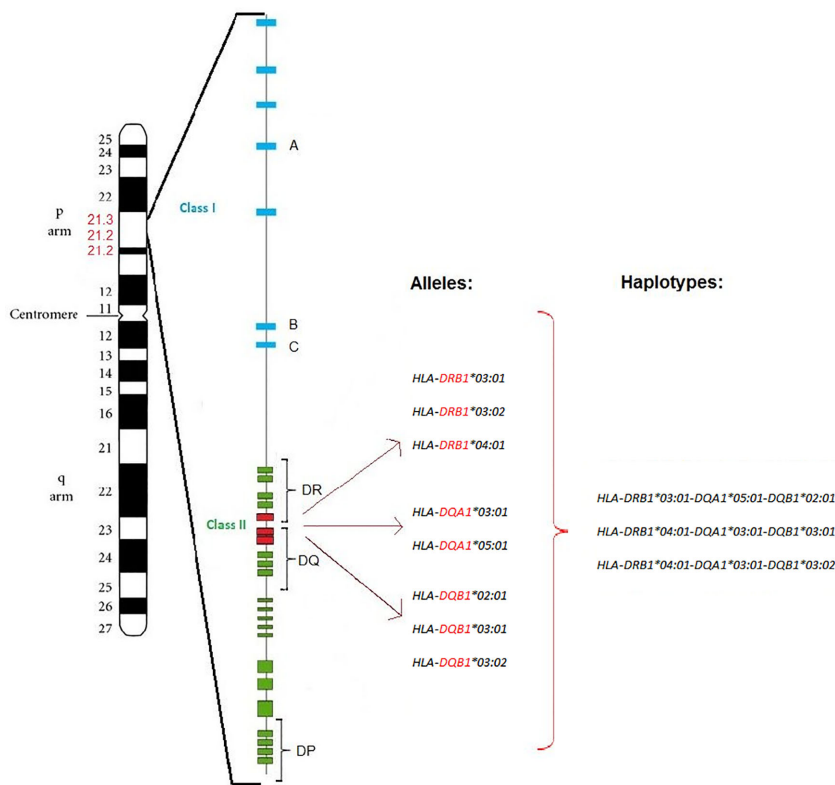 25
24
23
22
p
arm
21.3
21.2
21.2
12
11
Centromere
12
13
14
15
16
21
q
arm
22
23
24
25
26
27
Class I
A
B
C
Class II
DR
DQ
DP
Alleles:
HLA-DRB1*03:01
HLA-DRB1*03:02
HLA-DRB1*04:01
HLA-DQA1*03:01
HLA-DQA1*05:01
HLA-DQB1*02:01
HLA-DQB1*03:01
HLA-DQB1*03:02
Haplotypes:
HLA-DRB1*03:01-DQA1*05:01-DQB1*02:01
HLA-DRB1*04:01-DQA1*03:01-DQB1*03:01
HLA-DRB1*04:01-DQA1*03:01-DQB1*03:02